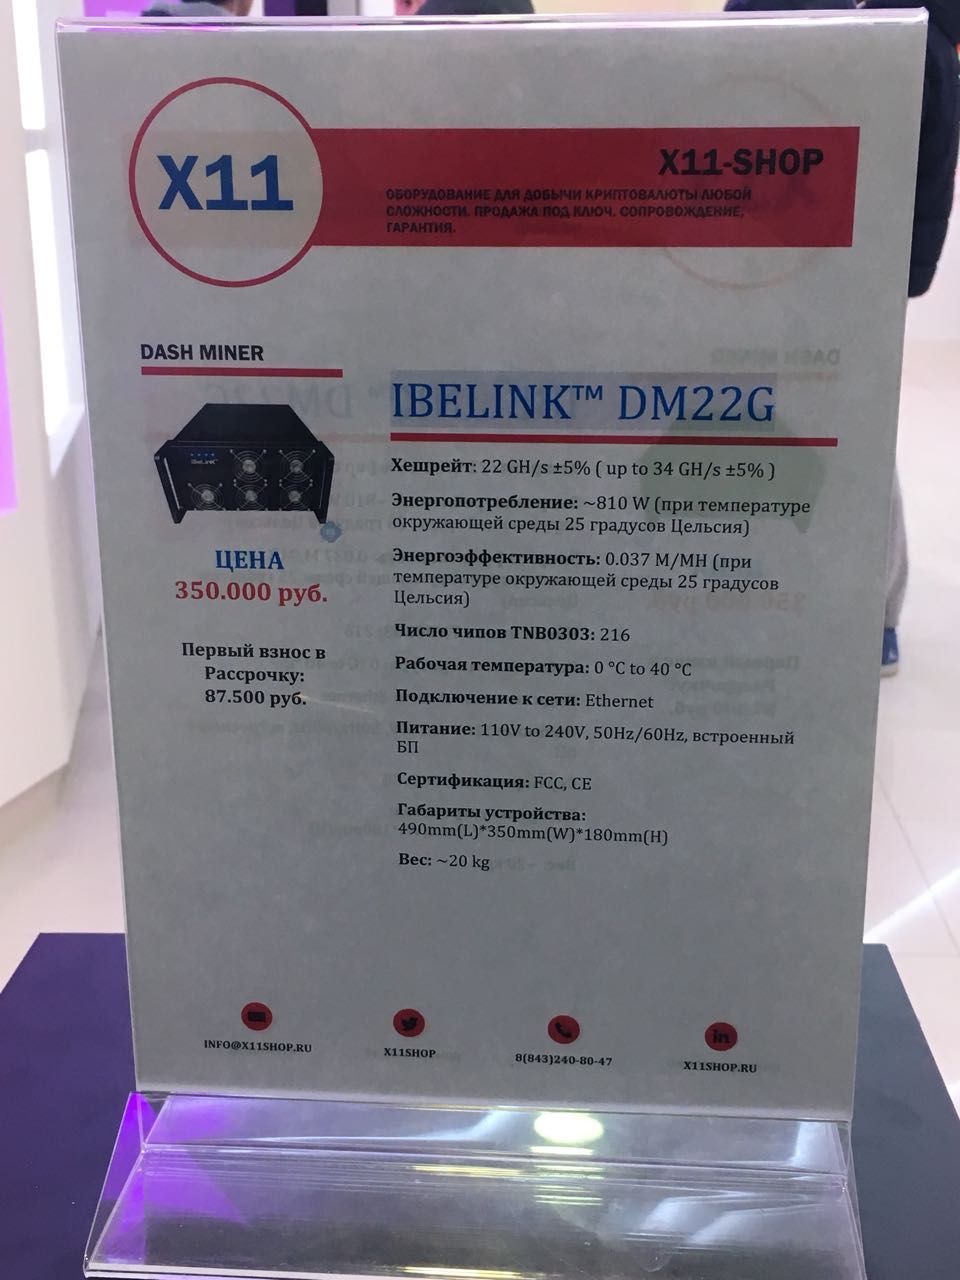 X11
X11-SHOP
ОБОРУДОВАНИЕ ДЛЯ ДОБЫЧИ КРИПТОВАЛЮТЫ ЛЮБОЙ
СЛОЖНОСТИ. ПРОДАЖА ПОД КЛЮЧ. СОПРОВОЖДЕНИЕ,
ГАРАНТИЯ.
DASH MINER
iBeLink™
ЦЕНА
350.000 руб.
Первый взнос в
Рассрочку:
87.500 руб.
IBELINK™ DM22G
Хешрейт: 22 GH/s ±5% ( up to 34 GH/s ±5% )
Энергопотребление: ~810 W (при температуре
окружающей среды 25 градусов Цельсия)
Энергоэффективность: 0.037 M/MH (при
температуре окружающей среды 25 градусов
Цельсия)
Число чипов TNB0303: 216
Рабочая температура: 0 °C to 40 °C
Подключение к сети: Ethernet
Питание: 110V to 240V, 50Hz/60Hz, встроенный
БП
Сертификация: FCC, CE
Габариты устройства:
490mm(L)*350mm(W)*180mm(H)
Вес: ~20 kg
INFO@X11SHOP.RU
X11SHOP
8(843)240-80-47
in
X11SHOP.RU